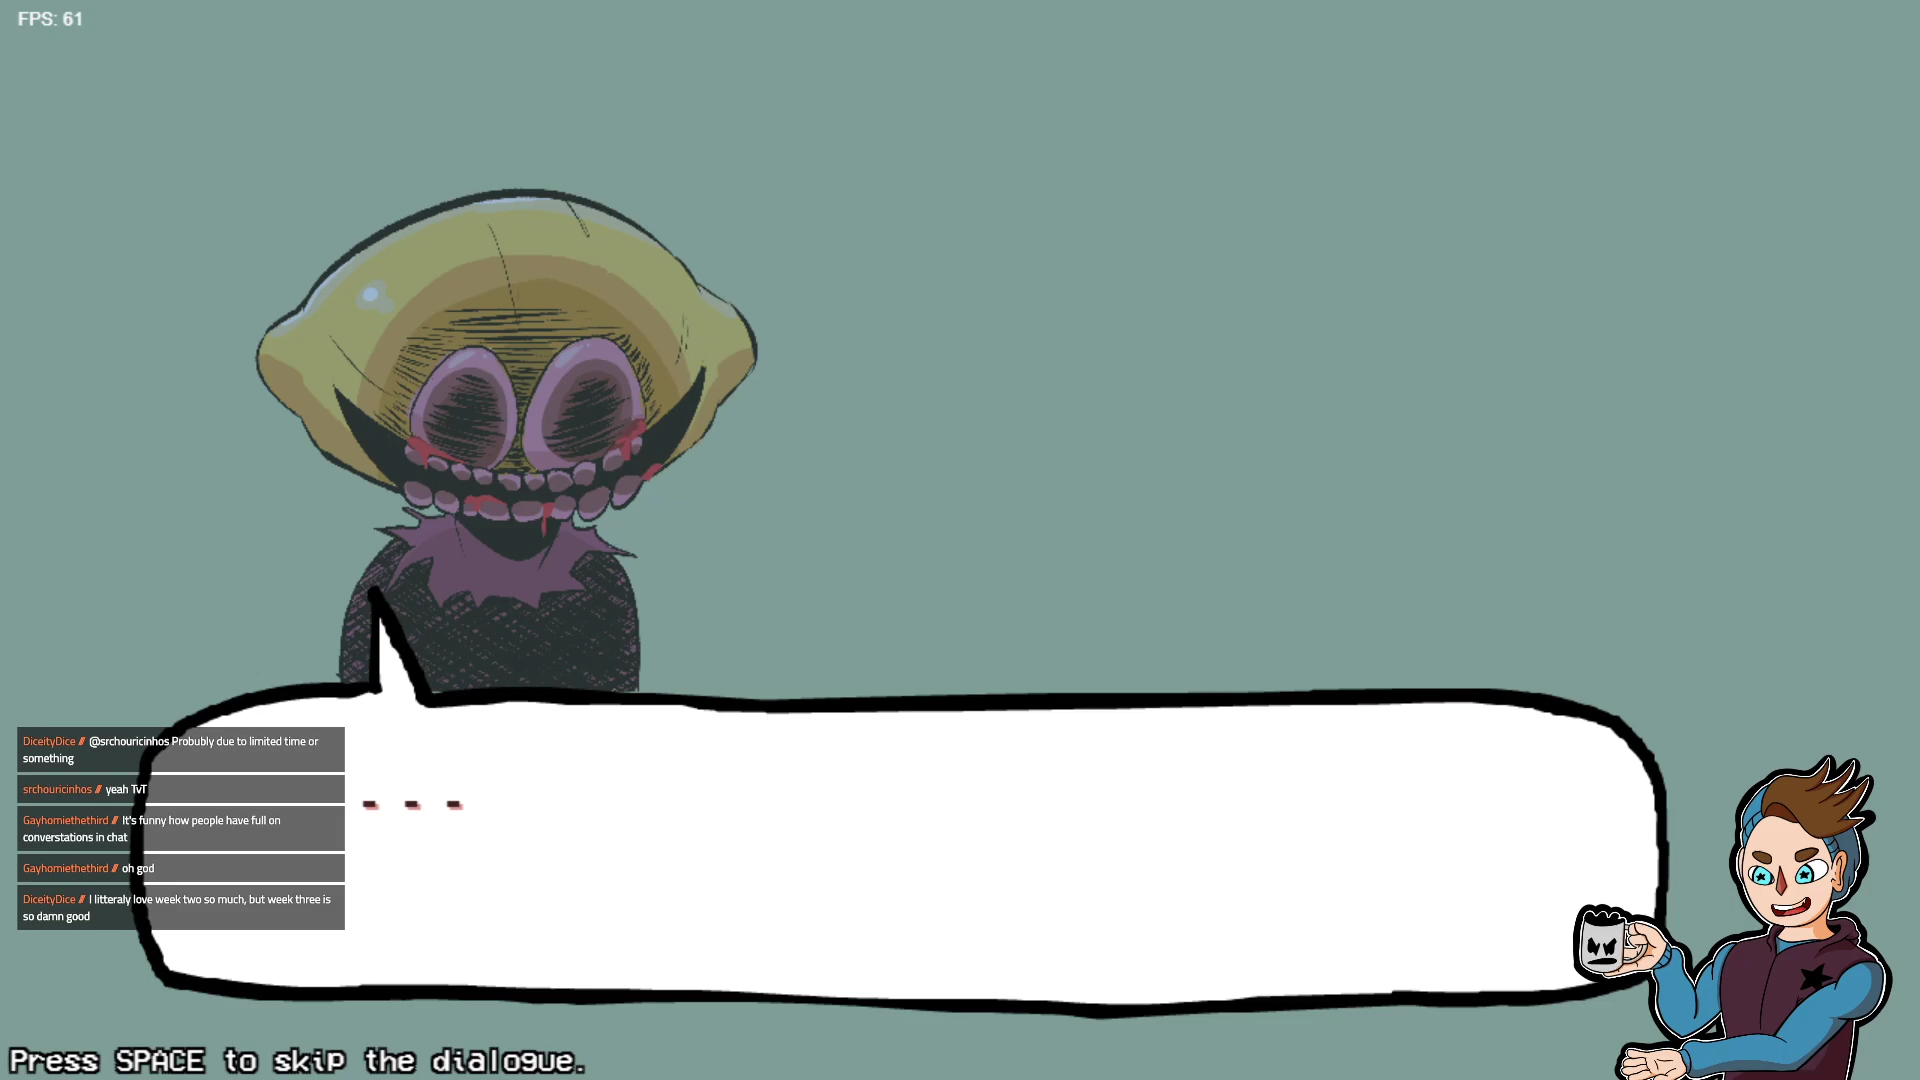 FPS: 61
DiceityDice // @srchouricinhos Probubly due to limited time or
something
srchouricinhos // yeah TvT
Gayhomiethethird // It's funny how people have full on
converstations in chat
Gayhomiethethird // oh god
DiceityDice // I litteraly love week two so much, but week three is
so damn good
...
Press SPACE to skip the dialogue.